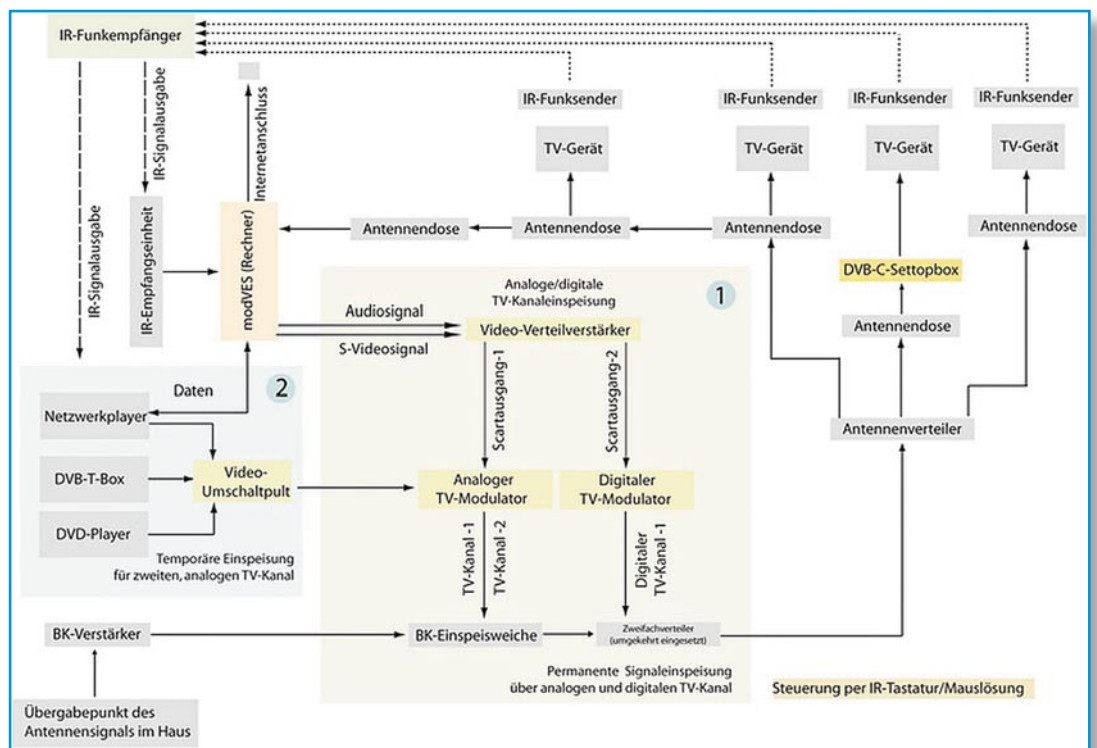 IR-Funkempfänger
IR-Signalausgabe
IR-Signalausgabe
Internetanschluss
IR-Funksender
IR-Funksender
IR-Funksender
IR-Funksender
TV-Gerät
TV-Gerät
TV-Gerät
TV-Gerät
IR-Empfangseinheit
modVES (Rechner)
Antennendose
Antennendose
Antennendose
Antennendose
DVB-C-Settopbox
Antennendose
Antennenverteiler
Analoge/digitale
TV-Kanaleinspeisung
1
Audiosignal
S-Videosignal
Video-Verteilverstärker
Scartausgang-1
Scartausgang-2
2
Daten
Netzwerkplayer
DVB-T-Box
DVD-Player
Video-
Umschaltpult
Temporäre Einspeisung
für zweiten, analogen TV-Kanal
Analoger
TV-Modulator
Digitaler
TV-Modulator
TV-Kanal -1
TV-Kanal -2
Digitaler
TV-Kanal -1
BK-Verstärker
BK-Einspeisweiche
Zweifachverteiler
(umgekehrt eingesetzt)
Permanente Signaleinspeisung
über analogen und digitalen TV-Kanal
Steuerung per IR-Tastatur/Mauslösung
Übergabepunkt des
Antennensignals im Haus